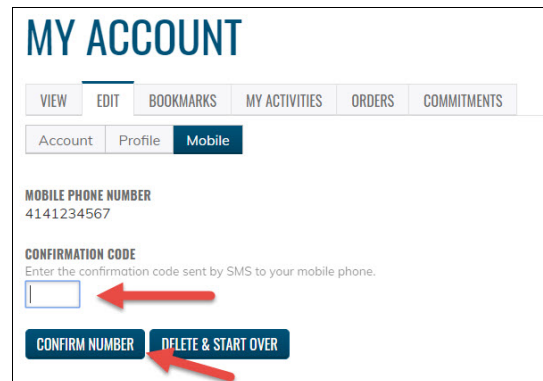 MY ACCOUNT
VIEW EDIT BOOKMARKS MY ACTIVITIES ORDERS COMMITMENTS
Account Profile Mobile
MOBILE PHONE NUMBER
4141234567
CONFIRMATION CODE
Enter the confirmation code sent by SMS to your mobile phone.
CONFIRM NUMBER DELETE & START OVER